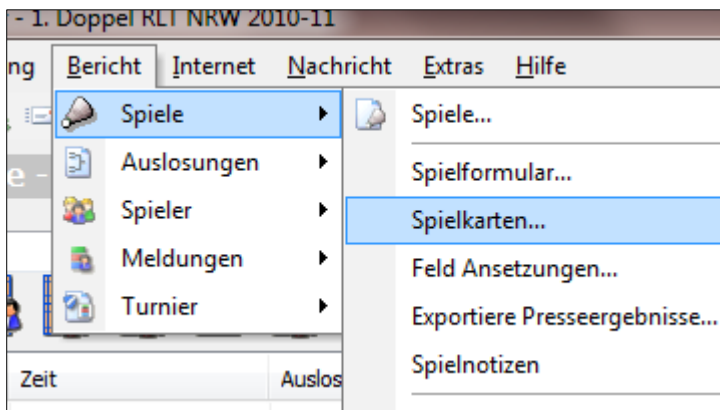 - 1. Doppel RLT NRW 2010-11
ng Bericht Internet Nachricht Extras Hilfe
Spiele
Auslosungen
Spieler
Meldungen
Turnier
Spiele...
Spielformular...
Spielkarten...
Feld Ansetzungen...
Exportiere Presseergebnisse...
Spielnotizen
e -
Zeit
Auslos